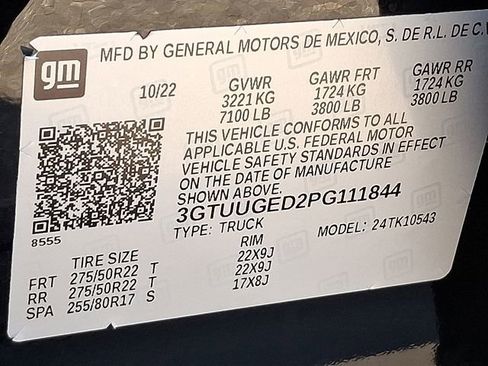 gm
MFD BY GENERAL MOTORS DE MEXICO, S. DE R.L. DE C.V
10/22 GVWR GAWR FRT GAWR RR
3221 KG 1724 KG 1724 KG
7100 LB 3800 LB 3800 LB
THIS VEHICLE CONFORMS TO ALL
APPLICABLE U.S. FEDERAL MOTOR
VEHICLE SAFETY STANDARDS IN EFFECT
ON THE DATE OF MANUFACTURE
SHOWN ABOVE.
3GTUUGED2PG111844
TYPE: TRUCK MODEL: 24TK10543
8555
TIRE SIZE RIM
FRT 275/50R22 T 22X9J
RR 275/50R22 T 22X9J
SPA 255/80R17 S 17X8J